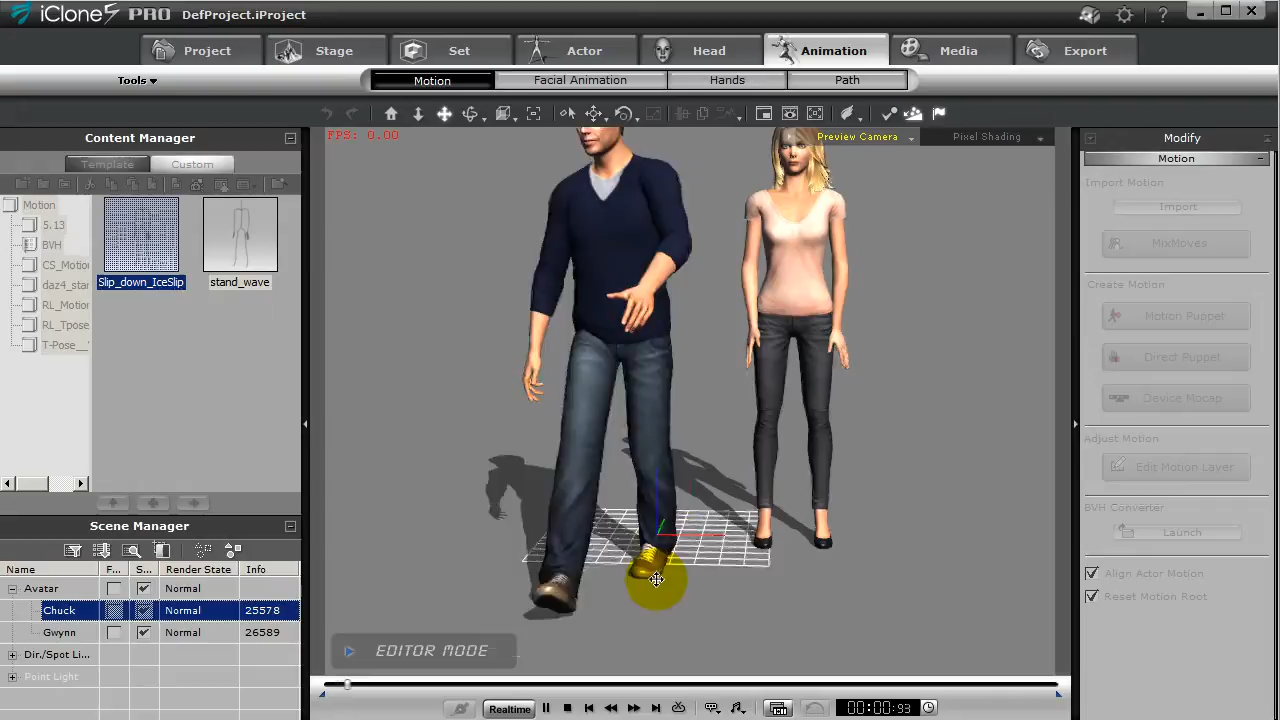 iClone5 PRO DefProject.iProject
Project Stage Set Actor Head Animation Media Export
Tools Motion Facial Animation Hands Path
Content Manager
Template Custom
Motion
5.13
BVH
CS_Motio
daz4_star
RL_Motion
RL_Tpose
T-Pose__
Slip_down_IceSlip stand_wave
FPS: 0.00
Preview Camera Pixel Shading
Modify
Motion
Import Motion
Import
MixMoves
Create Motion
Motion Puppet
Direct Puppet
Device Mocap
Adjust Motion
Edit Motion Layer
BVH Converter
Launch
Align Actor Motion
Reset Motion Root
Scene Manager
Name F... S... Render State Info
Avatar Normal
Chuck Normal 25578
Gwynn Normal 26589
Dir./Spot Li...
Point Light
EDITOR MODE
Realtime 00:00:93